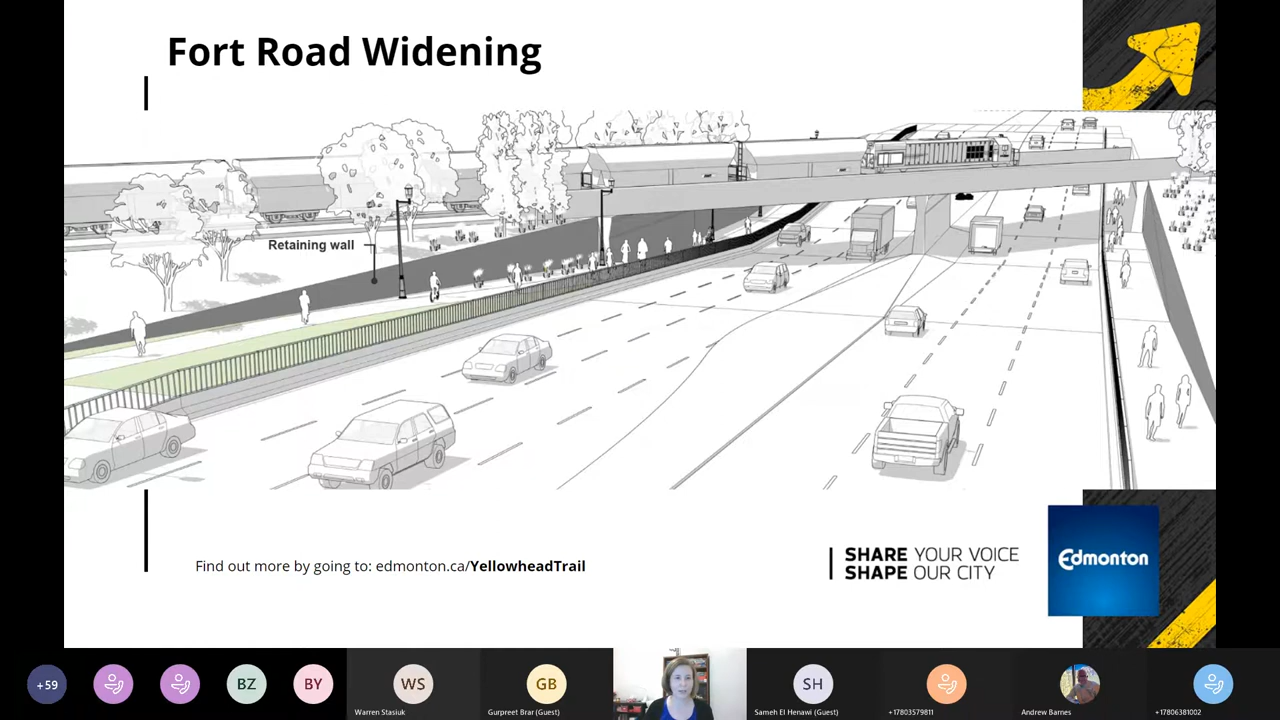 Fort Road Widening
Retaining wall
Find out more by going to: edmonton.ca/YellowheadTrail
SHARE YOUR VOICE
SHAPE OUR CITY
Edmonton
+59
BZ
BY
WS
GB
SH
Warren Stasiuk
Gurpreet Brar (Guest)
Sameh El Henawi (Guest)
+17803579811
Andrew Barnes
+17806381002